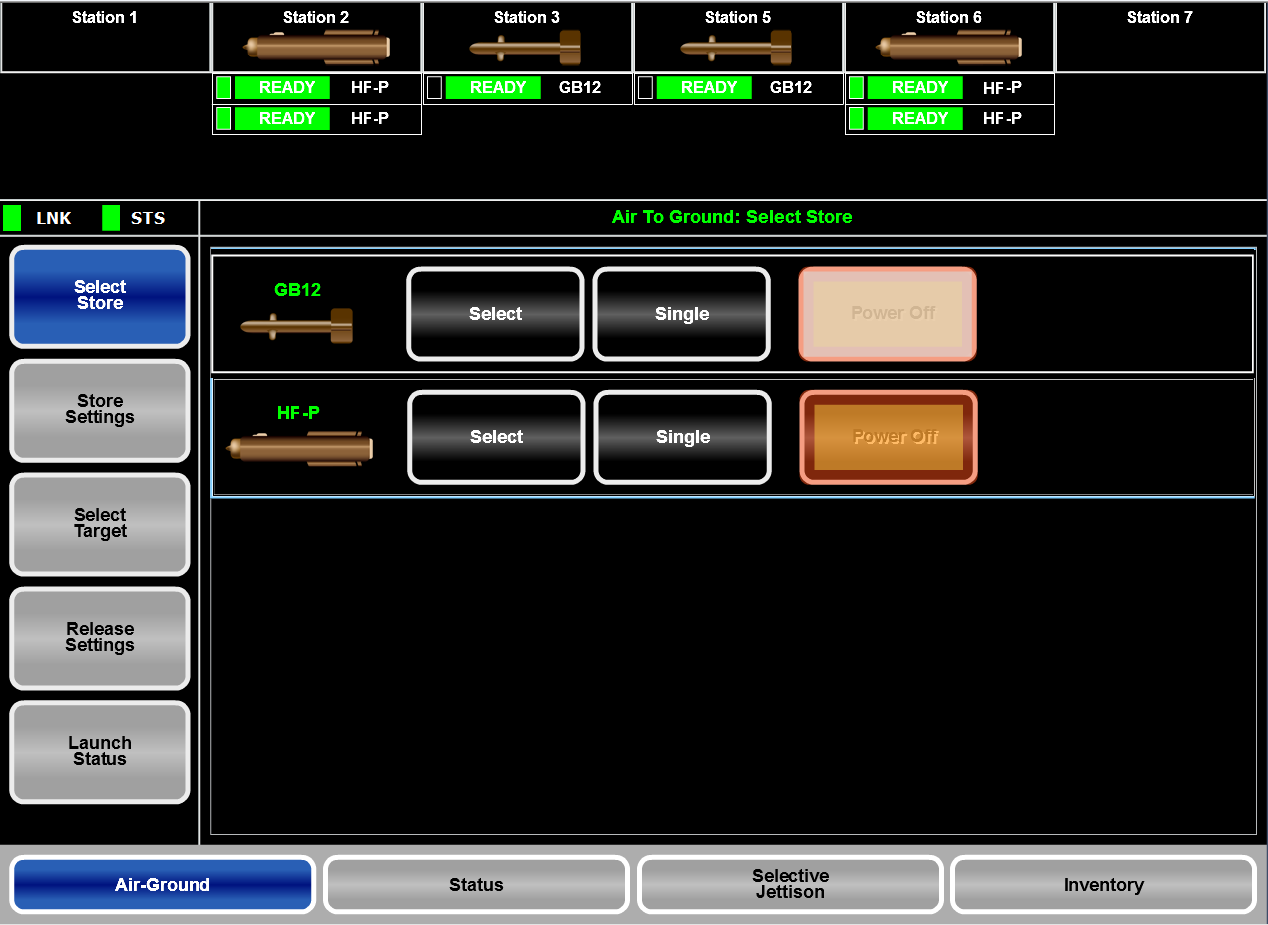 Station 1
Station 2
Station 3
Station 5
Station 6
Station 7
READY HF-P
READY GB12
READY GB12
READY HF-P
READY HF-P
READY HF-P
LNK STS
Air To Ground: Select Store
Select
Store
Store
Settings
Select
Target
Release
Settings
Launch
Status
GB12
Select
Single
Power Off
HF-P
Select
Single
Power Off
Air-Ground
Status
Selective
Jettison
Inventory